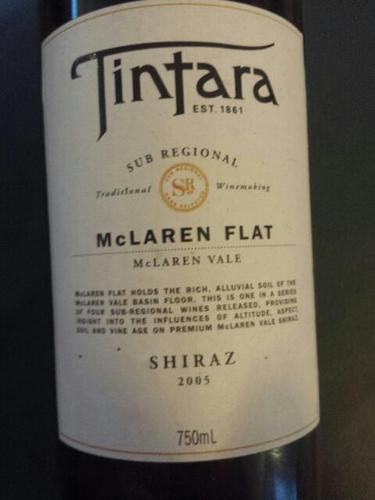 Tintara
EST. 1861
SUB REGIONAL
Traditional SR Winemaking
McLAREN FLAT
McLAREN VALE
McLAREN FLAT HOLDS THE RICH, ALLUVIAL SOIL OF THE
McLAREN VALE BASIN FLOOR. THIS IS ONE IN A SERIES
OF FOUR SUB-REGIONAL WINES RELEASED, PROVIDING
INSIGHT INTO THE INFLUENCES OF ALTITUDE, ASPECT,
SOIL AND VINE AGE ON PREMIUM McLAREN VALE SHIRAZ.
SHIRAZ
2005
750mL